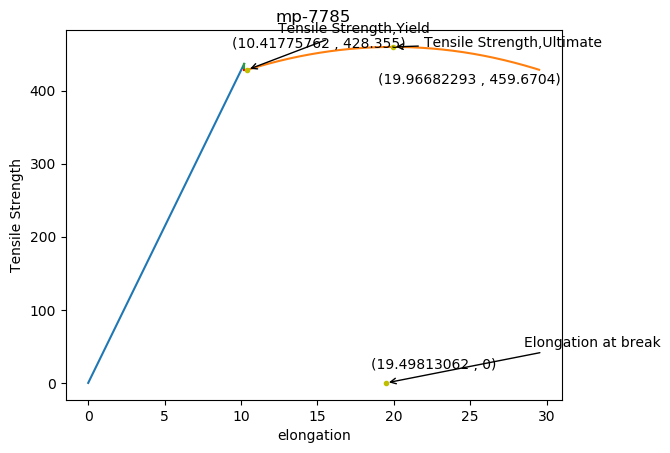 mp-7785
Tensile Strength,Yield
(10.41775762 , 428.355)
Tensile Strength,Ultimate
(19.96682293 , 459.6704)
400
300
200
100
0
Tensile Strength
Elongation at break
(19.49813062 , 0)
0 5 10 15 20 25 30
elongation